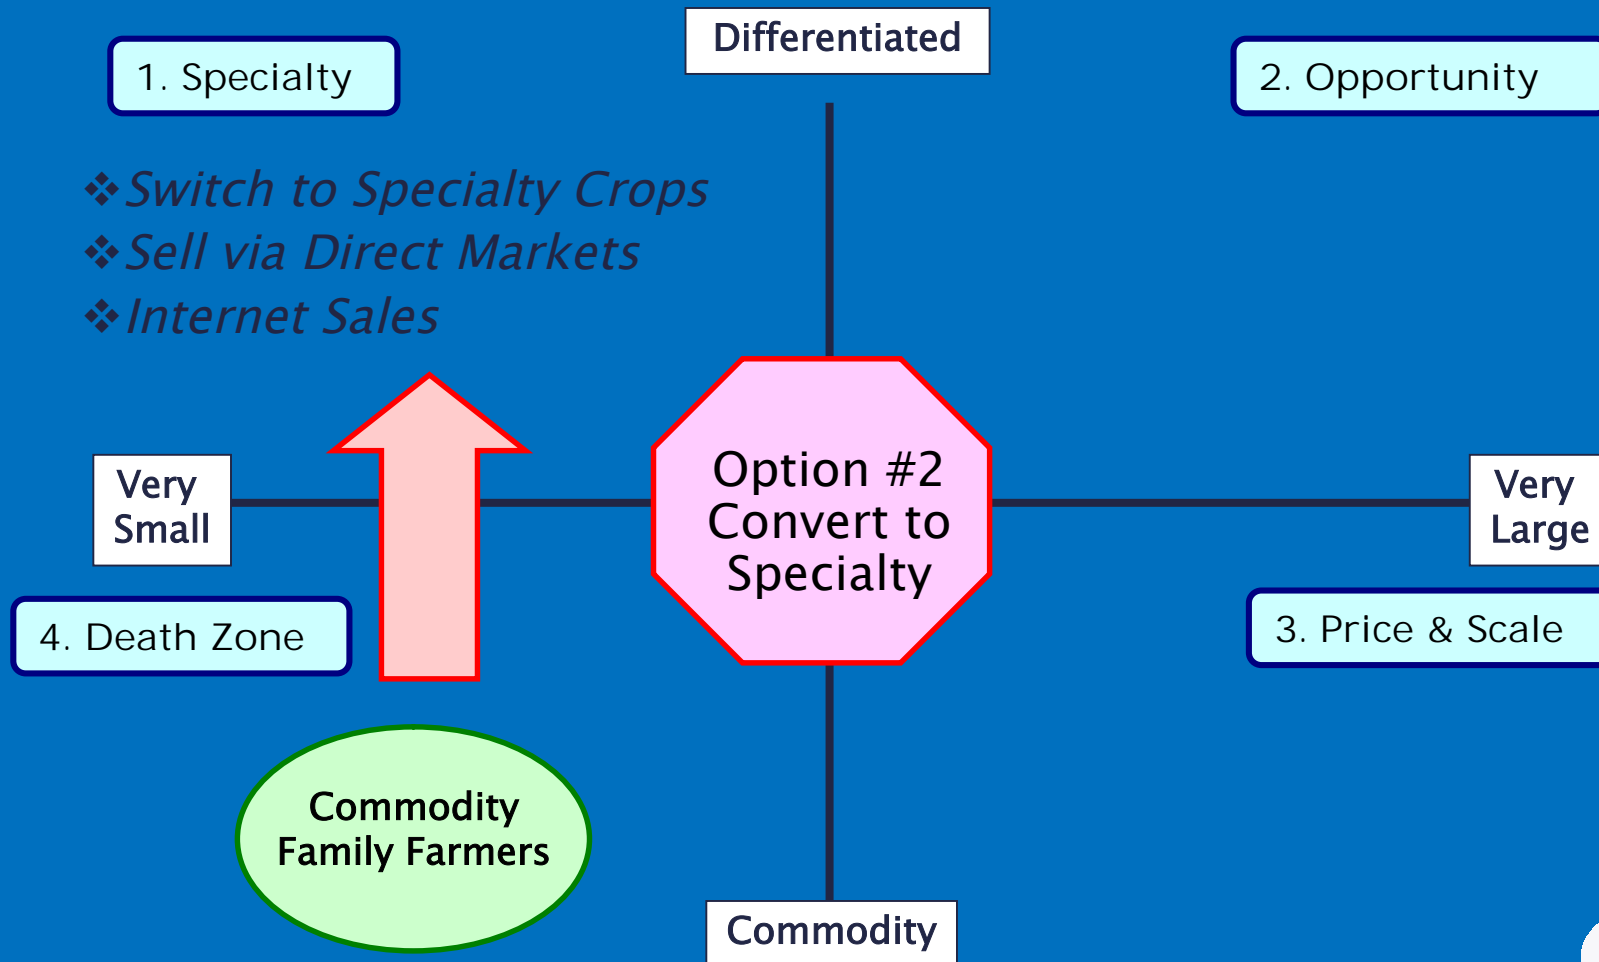 Differentiated
1. Specialty
2. Opportunity
❖Switch to Specialty Crops
❖Sell via Direct Markets
❖Internet Sales
Very
Small
Option #2
Convert to
Specialty
Very
Large
4. Death Zone
3. Price & Scale
Commodity
Family Farmers
Commodity